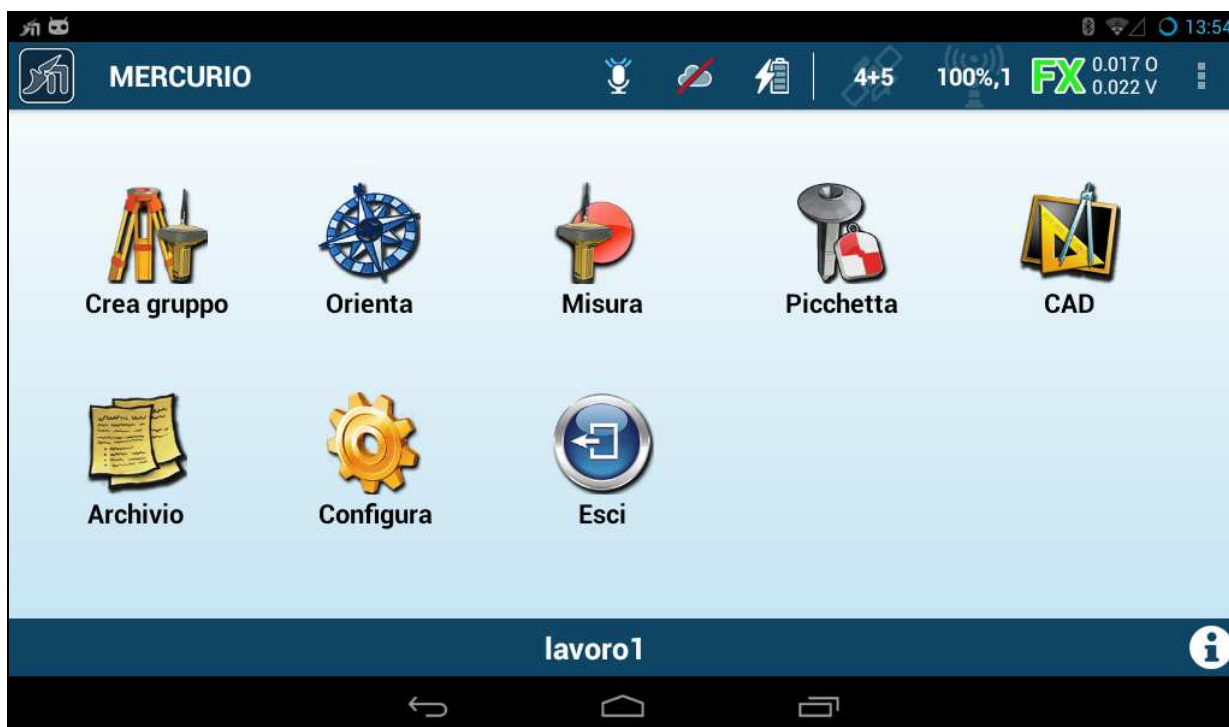 13:54
MERCURIO
4+5
100%,1
FX
0.017 O
0.022 V
Crea gruppo
Orienta
Misura
Picchetta
CAD
Archivio
Configura
Esci
lavoro1
i